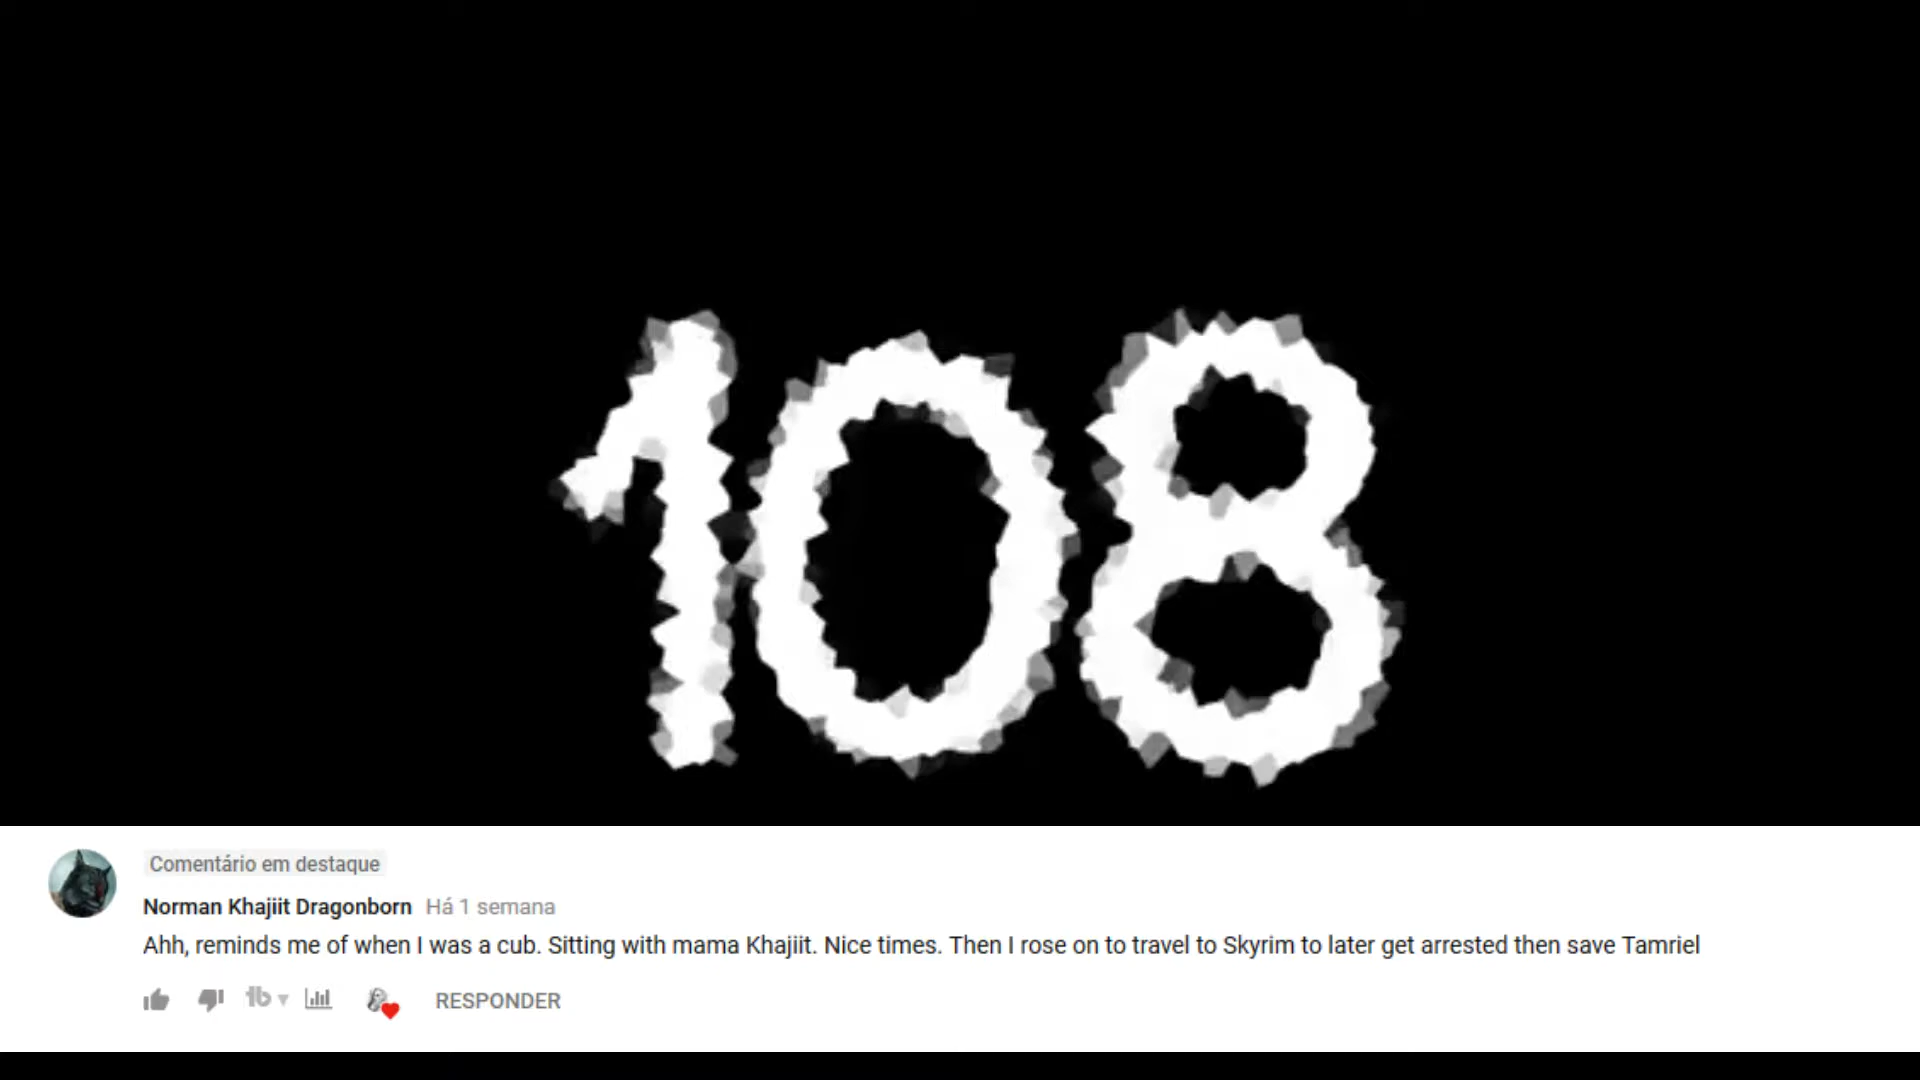 108
Comentário em destaque
Norman Khajiit Dragonborn Há 1 semana
Ahh, reminds me of when I was a cub. Sitting with mama Khajiit. Nice times. Then I rose on to travel to Skyrim to later get arrested then save Tamriel
RESPONDER